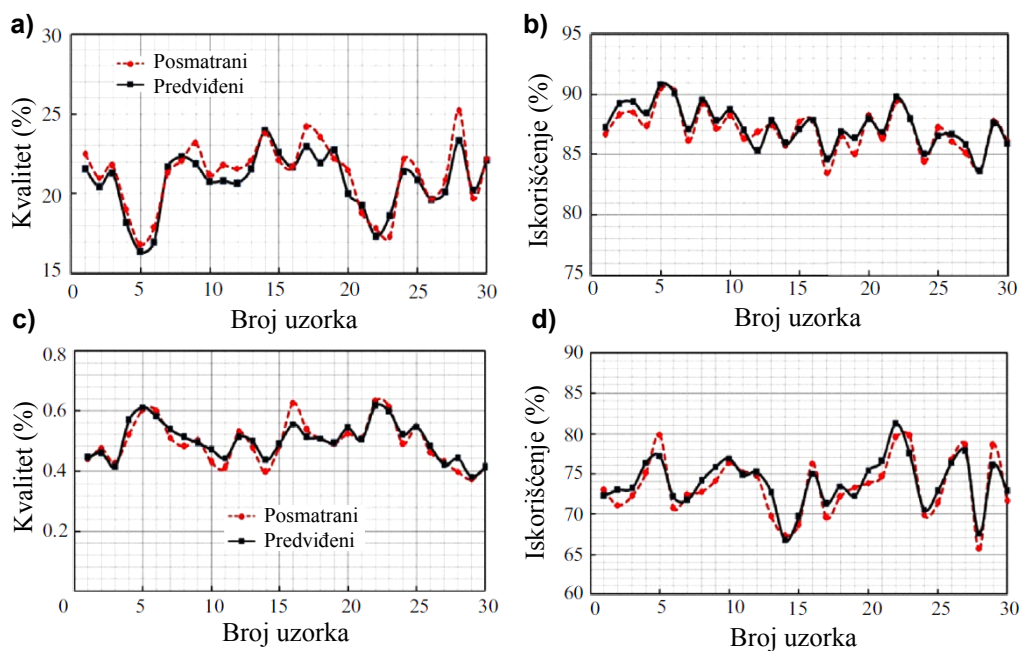 a)
30
25
20
15
Kvalitet (%)
Posmatrani
Predviđeni
0 5 10 15 20 25 30
Broj uzorka
b)
95
90
85
80
75
Iskorišćenje (%)
0 5 10 15 20 25 30
Broj uzorka
c)
0.8
0.6
0.4
0.2
Kvalitet (%)
Posmatrani
Predviđeni
0 5 10 15 20 25 30
Broj uzorka
d)
90
85
80
75
70
65
60
Iskorišćenje (%)
0 5 10 15 20 25 30
Broj uzorka